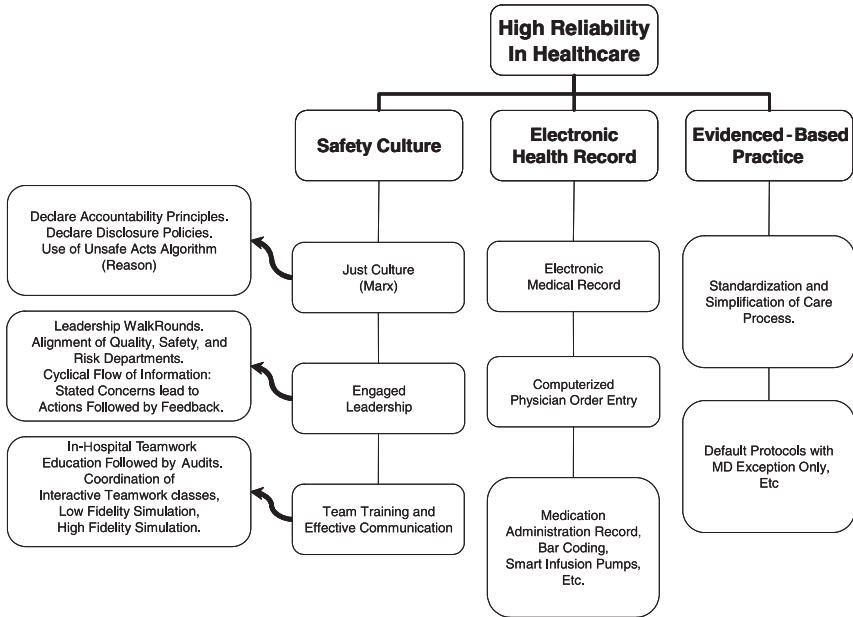 High Reliability
In Healthcare
Safety Culture
Electronic
Health Record
Evidenced-Based
Practice
Declare Accountability Principles.
Declare Disclosure Policies.
Use of Unsafe Acts Algorithm
(Reason)
Just Culture
(Marx)
Electronic
Medical Record
Standardization and
Simplification of Care
Process.
Leadership WalkRounds.
Alignment of Quality, Safety, and
Risk Departments.
Cyclical Flow of Information:
Stated Concerns lead to
Actions Followed by Feedback.
Engaged
Leadership
Computerized
Physician Order Entry
Default Protocols with
MD Exception Only,
Etc
In-Hospital Teamwork
Education Followed by Audits.
Coordination of
Interactive Teamwork classes,
Low Fidelity Simulation,
High Fidelity Simulation.
Team Training and
Effective Communication
Medication
Administration Record,
Bar Coding,
Smart Infusion Pumps,
Etc.